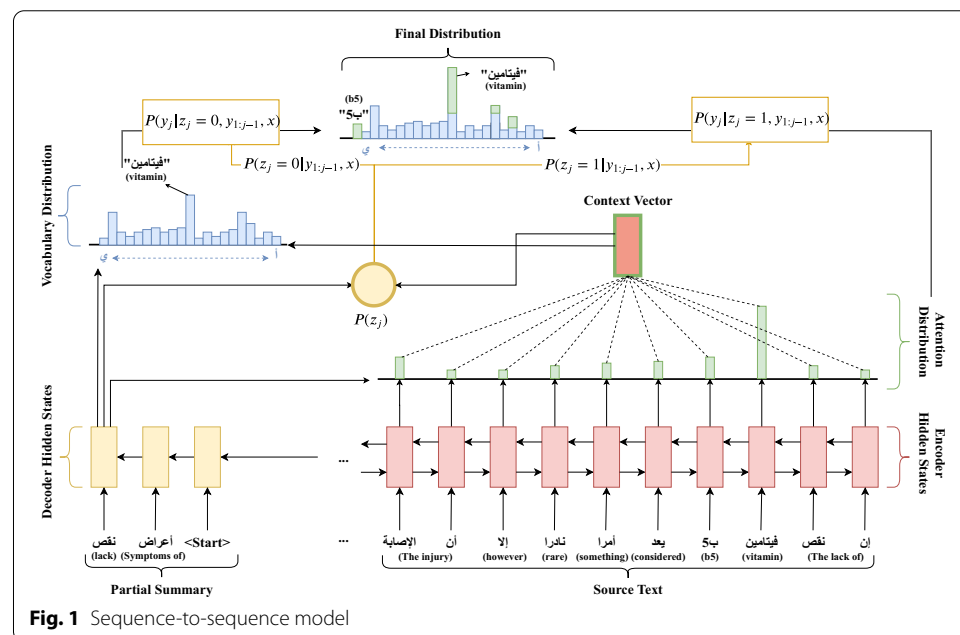 Final Distribution
"فيتامين"
(vitamin)
(b5)
"ب5"
P(y_j|z_j = 0, y_{1:j−1}, x)
P(y_j|z_j = 1, y_{1:j−1}, x)
ي
أ
P(z_j = 0|y_{1:j−1}, x)
P(z_j = 1|y_{1:j−1}, x)
"فيتامين"
(vitamin)
Vocabulary Distribution
Context Vector
ي
أ
P(z_j)
Attention
Distribution
Decoder Hidden States
Encoder
Hidden States
...
...
نقص
أعراض
<Start>
(lack)
(Symptoms of)
...
الإصابة
أن
إلا
نادرا
أمرا
يعد
ب5
فيتامين
نقص
إن
(The injury)
(however)
(rare)
(something)
(considered)
(b5)
(vitamin)
(The lack of)
Partial Summary
Source Text
Fig. 1 Sequence-to-sequence model